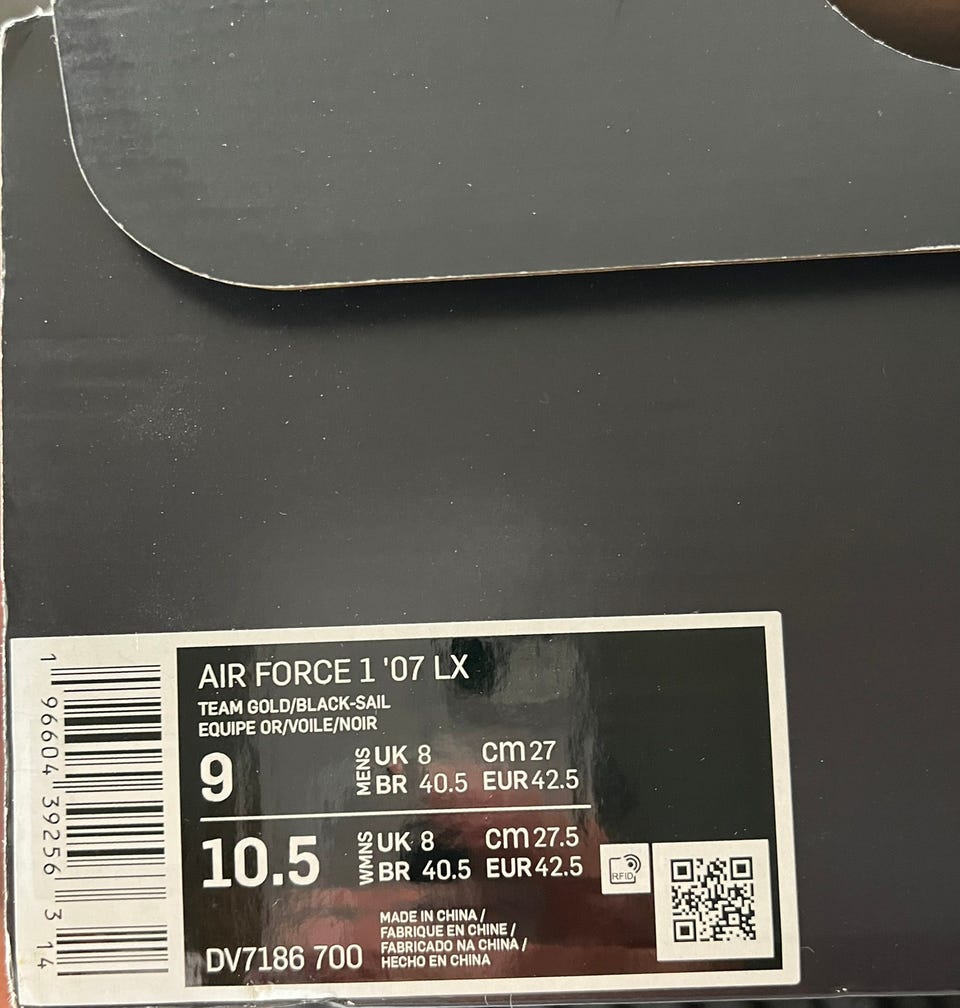 AIR FORCE 1 '07 LX
TEAM GOLD/BLACK-SAIL
EQUIPE OR/VOILE/NOIR
9 MENS UK 8 cm 27
BR 40.5 EUR 42.5
10.5 WMNS UK 8 cm 27.5
BR 40.5 EUR 42.5
RFID
MADE IN CHINA /
FABRIQUE EN CHINE /
FABRICADO NA CHINA /
HECHO EN CHINA
DV7186 700
1 96604 39256 3 14